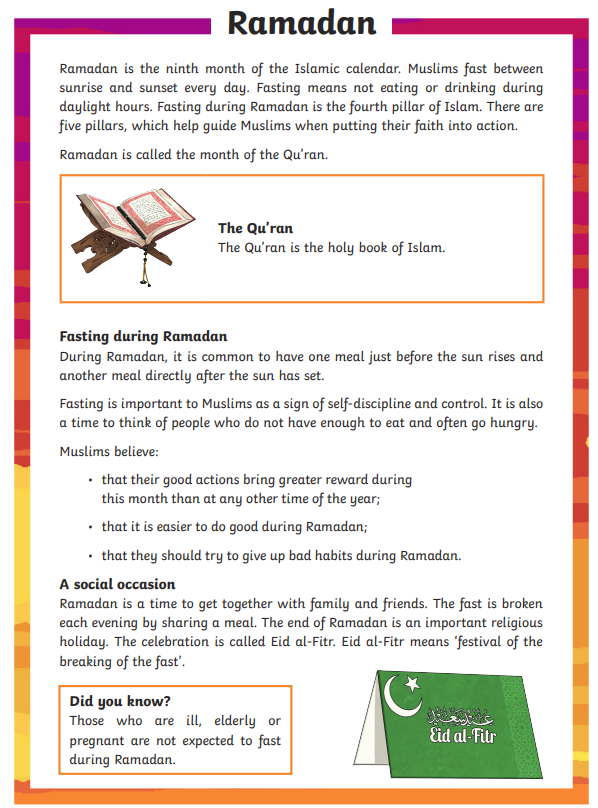 Ramadan
Ramadan is the ninth month of the Islamic calendar. Muslims fast between
sunrise and sunset every day. Fasting means not eating or drinking during
daylight hours. Fasting during Ramadan is the fourth pillar of Islam. There are
five pillars, which help guide Muslims when putting their faith into action.
Ramadan is called the month of the Qu’ran.
The Qu’ran
The Qu’ran is the holy book of Islam.
Fasting during Ramadan
During Ramadan, it is common to have one meal just before the sun rises and
another meal directly after the sun has set.
Fasting is important to Muslims as a sign of self-discipline and control. It is also
a time to think of people who do not have enough to eat and often go hungry.
Muslims believe:
• that their good actions bring greater reward during
this month than at any other time of the year;
• that it is easier to do good during Ramadan;
• that they should try to give up bad habits during Ramadan.
A social occasion
Ramadan is a time to get together with family and friends. The fast is broken
each evening by sharing a meal. The end of Ramadan is an important religious
holiday. The celebration is called Eid al-Fitr. Eid al-Fitr means ‘festival of the
breaking of the fast’.
Did you know?
Those who are ill, elderly or
pregnant are not expected to fast
during Ramadan.
Eid al-Fitr